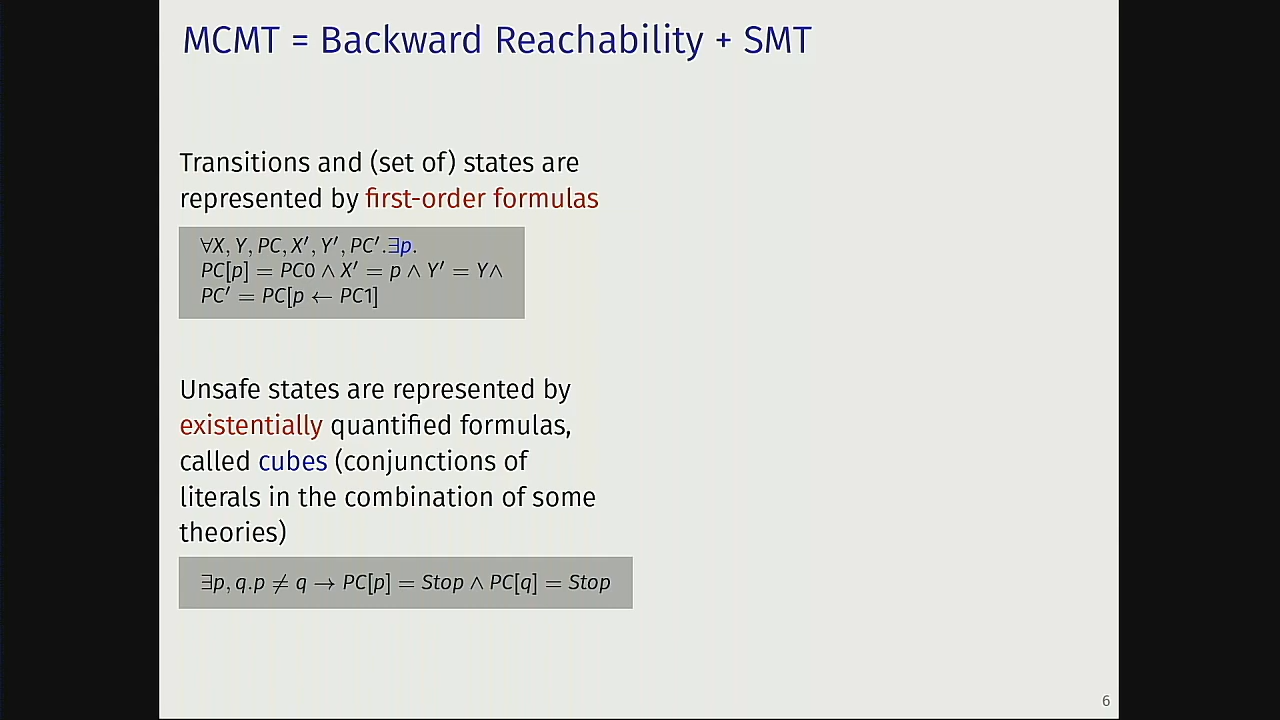 MCMT = Backward Reachability + SMT
Transitions and (set of) states are
represented by first-order formulas
∀X, Y, PC, X′, Y′, PC′.∃p.
PC[p] = PC0 ∧ X′ = p ∧ Y′ = Y∧
PC′ = PC[p ← PC1]
Unsafe states are represented by
existentially quantified formulas,
called cubes (conjunctions of
literals in the combination of some
theories)
∃p, q.p ≠ q → PC[p] = Stop ∧ PC[q] = Stop
6